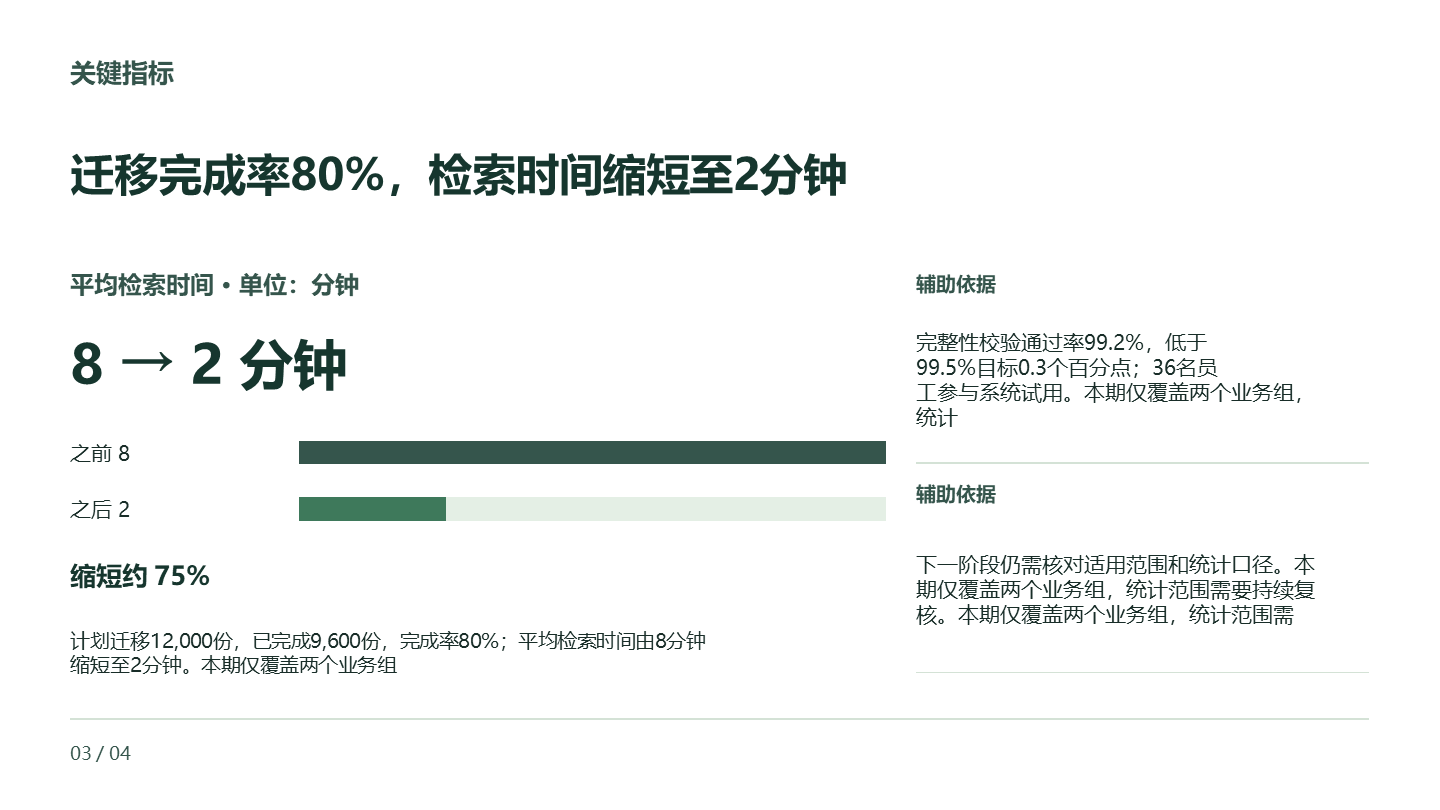 关键指标
迁移完成率80%，检索时间缩短至2分钟
平均检索时间 • 单位：分钟
8 → 2 分钟
之前 8
之后 2
缩短约 75%
计划迁移12,000份，已完成9,600份，完成率80%；平均检索时间由8分钟
缩短至2分钟。本期仅覆盖两个业务组
辅助依据
完整性校验通过率99.2%，低于
99.5%目标0.3个百分点；36名员
工参与系统试用。本期仅覆盖两个业务组，
统计
辅助依据
下一阶段仍需核对适用范围和统计口径。本
期仅覆盖两个业务组，统计范围需要持续复
核。本期仅覆盖两个业务组，统计范围需
03 / 04